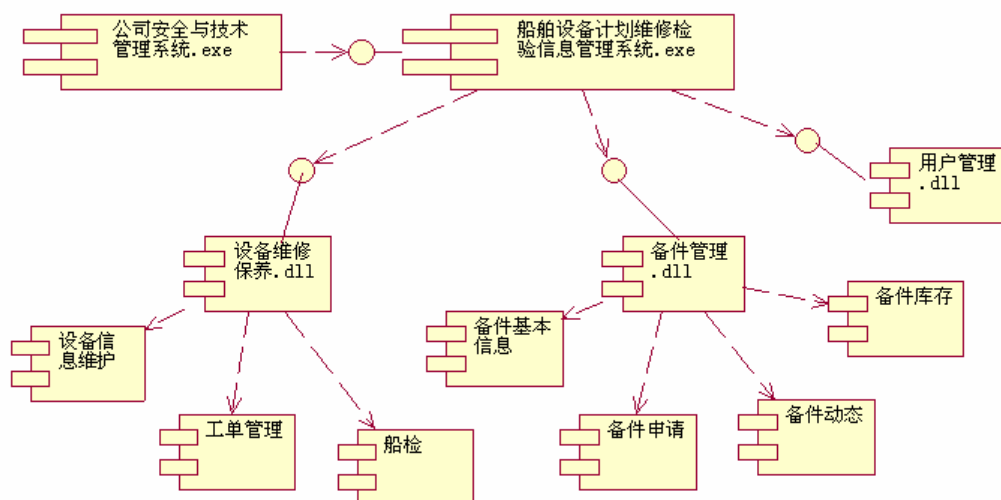 公司安全与技术
管理系统.exe
船舶设备计划维修检
验信息管理系统.exe
用户管理
.dll
设备维修
保养.dll
备件管理
.dll
备件库存
设备信
息维护
备件基本
信息
工单管理
船检
备件申请
备件动态